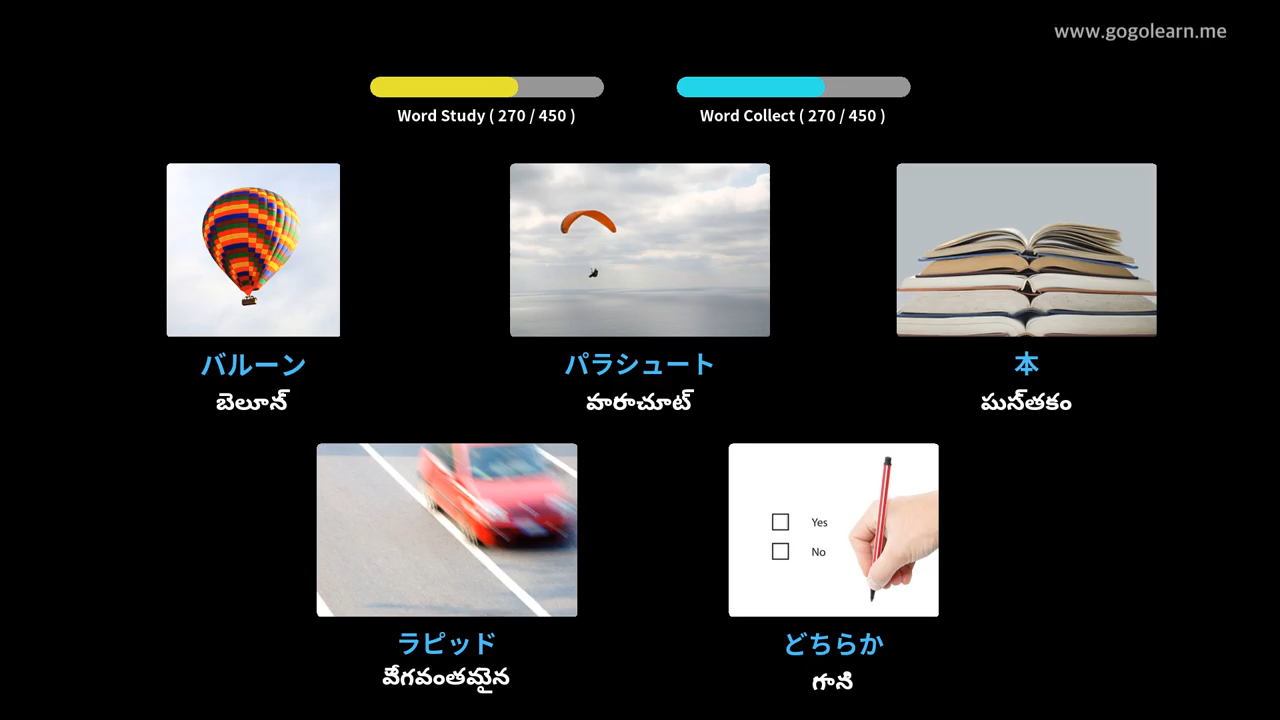 www.gogolearn.me
Word Study ( 270 / 450 )
Word Collect ( 270 / 450 )
バルーン
パラシュート
本
బెలూన్
పారాచూట్
పుస్తకం
Yes
No
ラピッド
どちらか
వేగవంతమైన
గాని